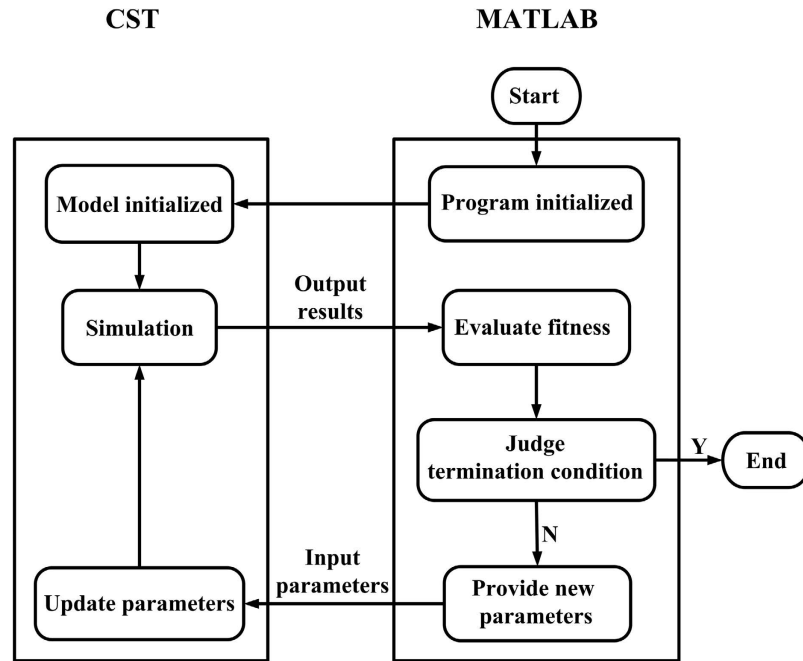 CST
MATLAB
Start
Model initialized
Program initialized
Output
results
Simulation
Evaluate fitness
Judge
termination condition
Y
End
N
Input
parameters
Update parameters
Provide new
parameters